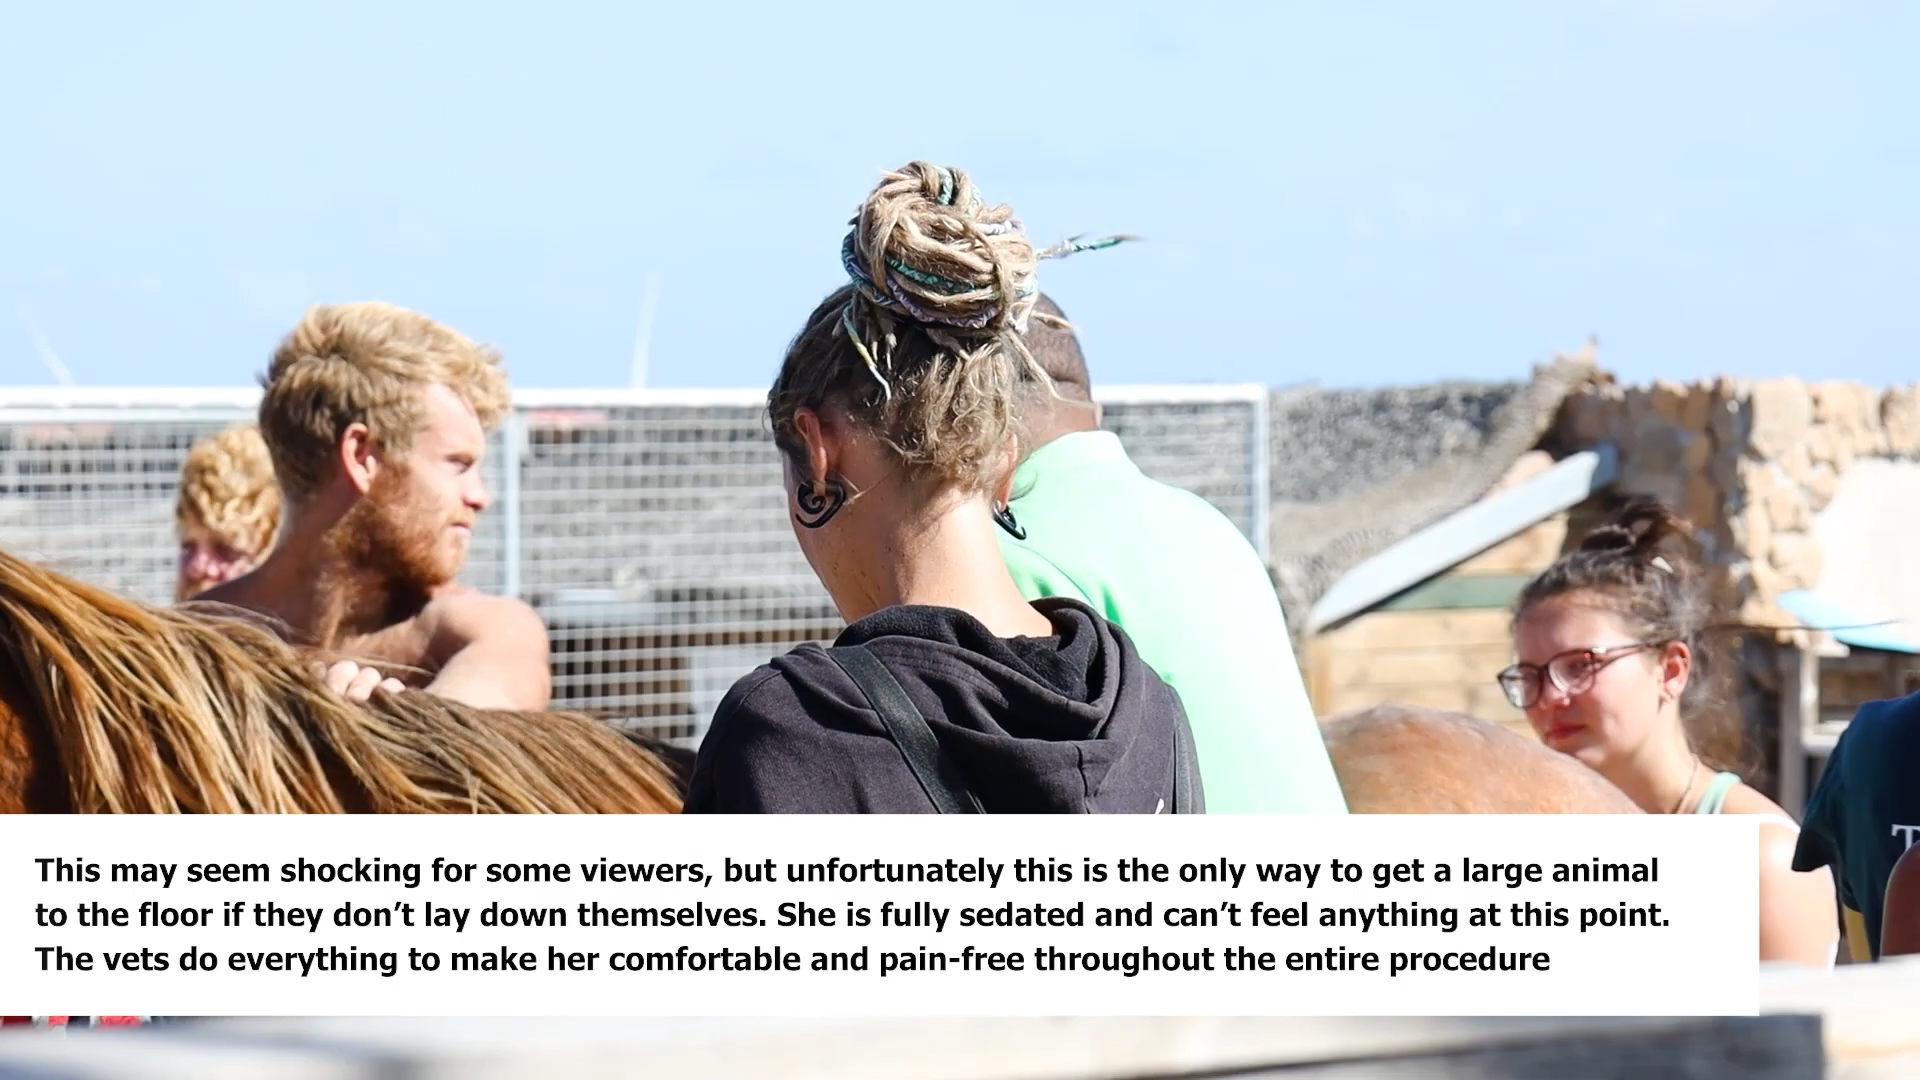 This may seem shocking for some viewers, but unfortunately this is the only way to get a large animal
to the floor if they don’t lay down themselves. She is fully sedated and can’t feel anything at this point.
The vets do everything to make her comfortable and pain-free throughout the entire procedure